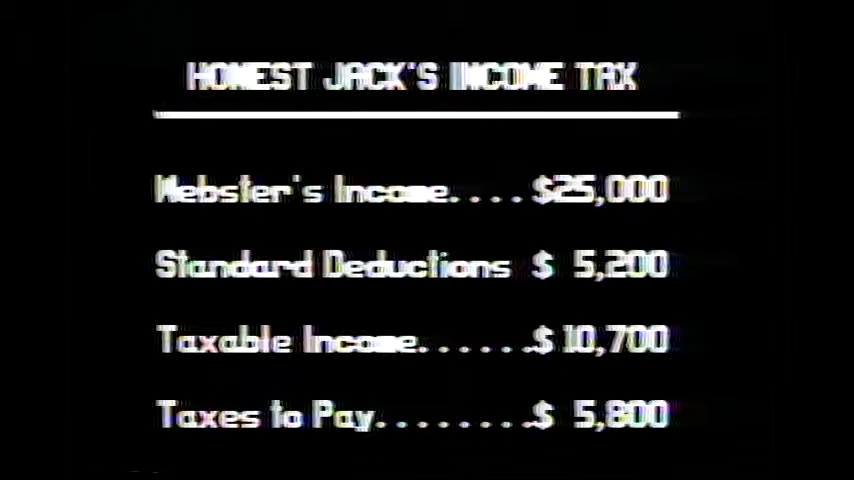 HONEST JACK'S INCOME TAX
Webster's Income.... $25,000
Standard Deductions $ 5,200
Taxable Income.......$ 10,700
Taxes to Pay.........$ 5,800